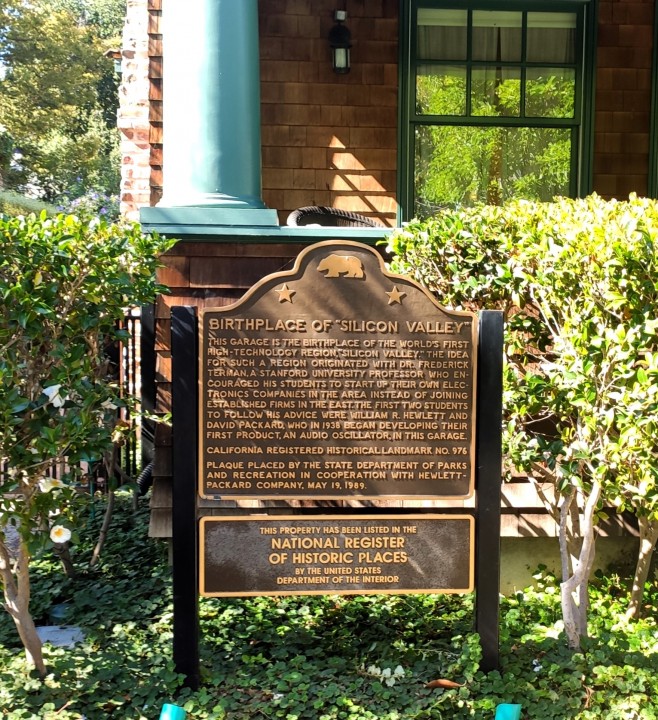 BIRTHPLACE OF "SILICON VALLEY"
THIS GARAGE IS THE BIRTHPLACE OF THE WORLD'S FIRST
HIGH-TECHNOLOGY REGION, "SILICON VALLEY." THE IDEA
FOR SUCH A REGION ORIGINATED WITH DR. FREDERICK
TERMAN, A STANFORD UNIVERSITY PROFESSOR WHO EN-
COURAGED HIS STUDENTS TO START UP THEIR OWN ELEC-
TRONICS COMPANIES IN THE AREA INSTEAD OF JOINING
ESTABLISHED FIRMS IN THE EAST. THE FIRST TWO STUDENTS
TO FOLLOW HIS ADVICE WERE WILLIAM R. HEWLETT AND
DAVID PACKARD, WHO IN 1938 BEGAN DEVELOPING THEIR
FIRST PRODUCT, AN AUDIO OSCILLATOR, IN THIS GARAGE.
CALIFORNIA REGISTERED HISTORICAL LANDMARK NO. 976
PLAQUE PLACED BY THE STATE DEPARTMENT OF PARKS
AND RECREATION IN COOPERATION WITH HEWLETT-
PACKARD COMPANY, MAY 19, 1989.
THIS PROPERTY HAS BEEN LISTED IN THE
NATIONAL REGISTER
OF HISTORIC PLACES
BY THE UNITED STATES
DEPARTMENT OF THE INTERIOR